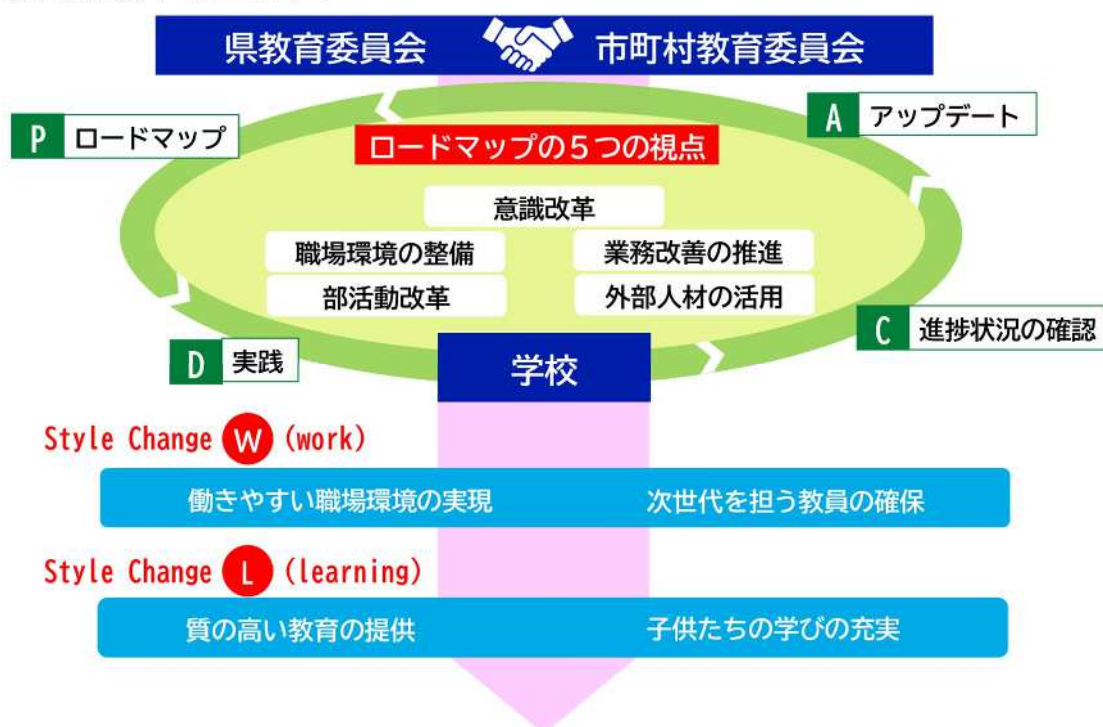 県教育委員会 市町村教育委員会
P ロードマップ
A アップデート
ロードマップの5つの視点
意識改革
職場環境の整備 業務改善の推進
部活動改革 外部人材の活用
C 進捗状況の確認
D 実践
学校
Style Change W (work)
働きやすい職場環境の実現 次世代を担う教員の確保
Style Change L (learning)
質の高い教育の提供 子供たちの学びの充実